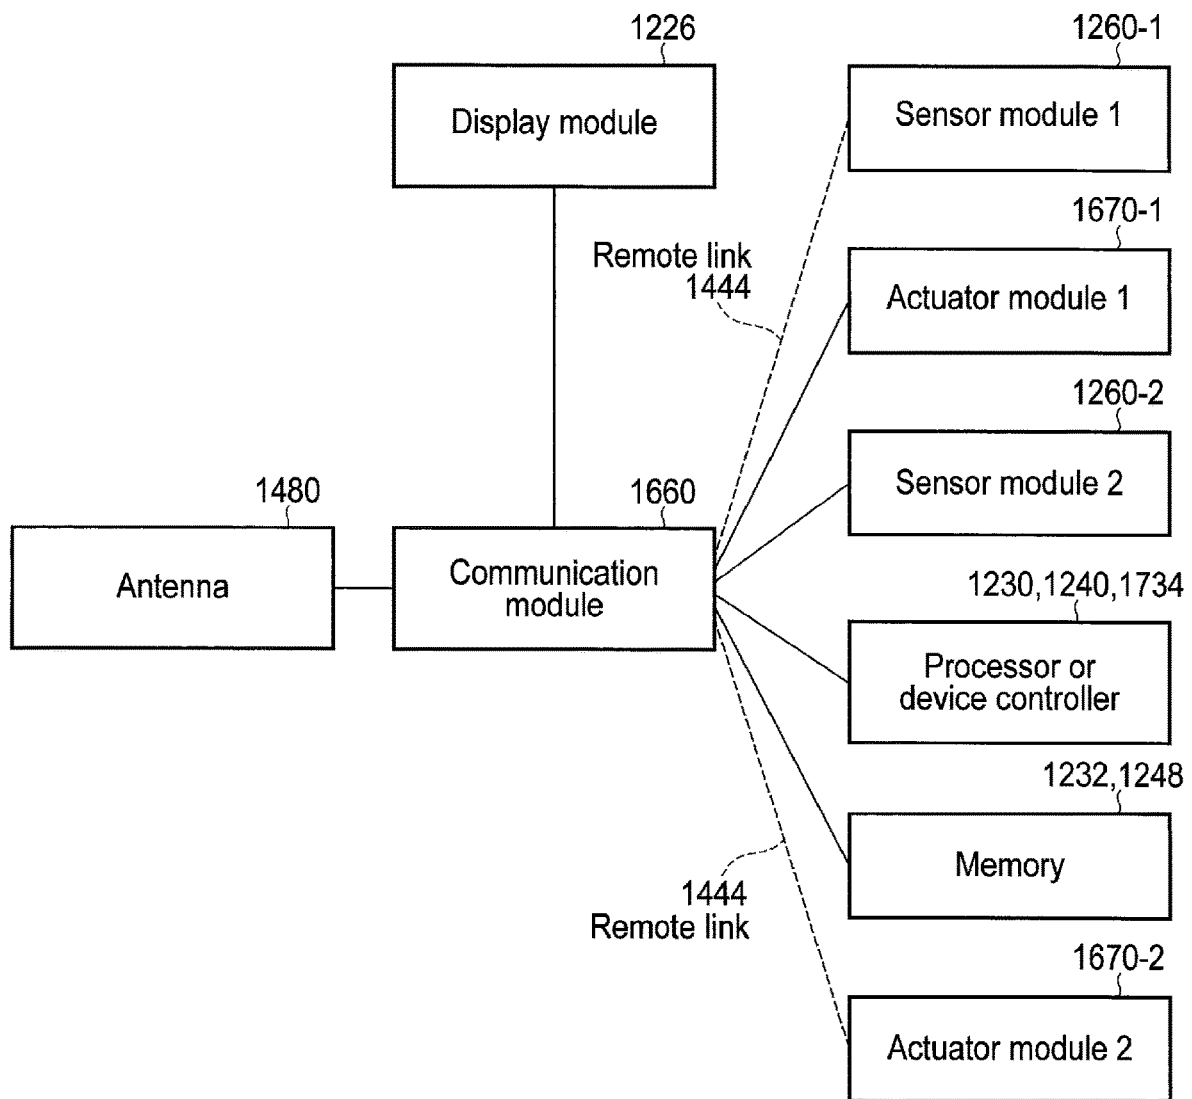 1226
Display module
1260-1
Sensor module 1
1670-1
Actuator module 1
Remote link
1444
1260-2
Sensor module 2
1480
Antenna
1660
Communication
module
1230,1240,1734
Processor or
device controller
1232,1248
Memory
1444
Remote link
1670-2
Actuator module 2